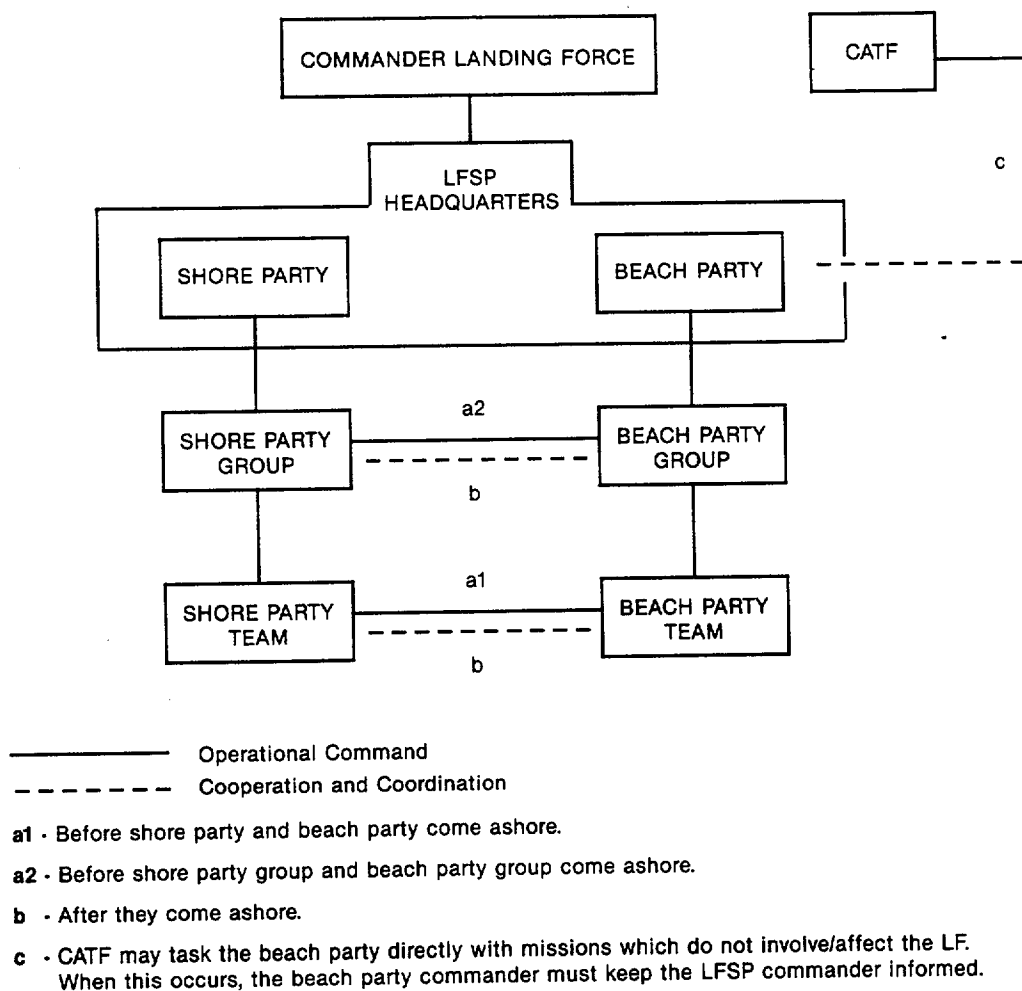 COMMANDER LANDING FORCE
CATF
LFSP
HEADQUARTERS
c
SHORE PARTY
BEACH PARTY
a2
SHORE PARTY
GROUP
BEACH PARTY
GROUP
b
a1
SHORE PARTY
TEAM
BEACH PARTY
TEAM
b
Operational Command
Cooperation and Coordination
a1 - Before shore party and beach party come ashore.
a2 - Before shore party group and beach party group come ashore.
b - After they come ashore.
c - CATF may task the beach party directly with missions which do not involve/affect the LF.
When this occurs, the beach party commander must keep the LFSP commander informed.